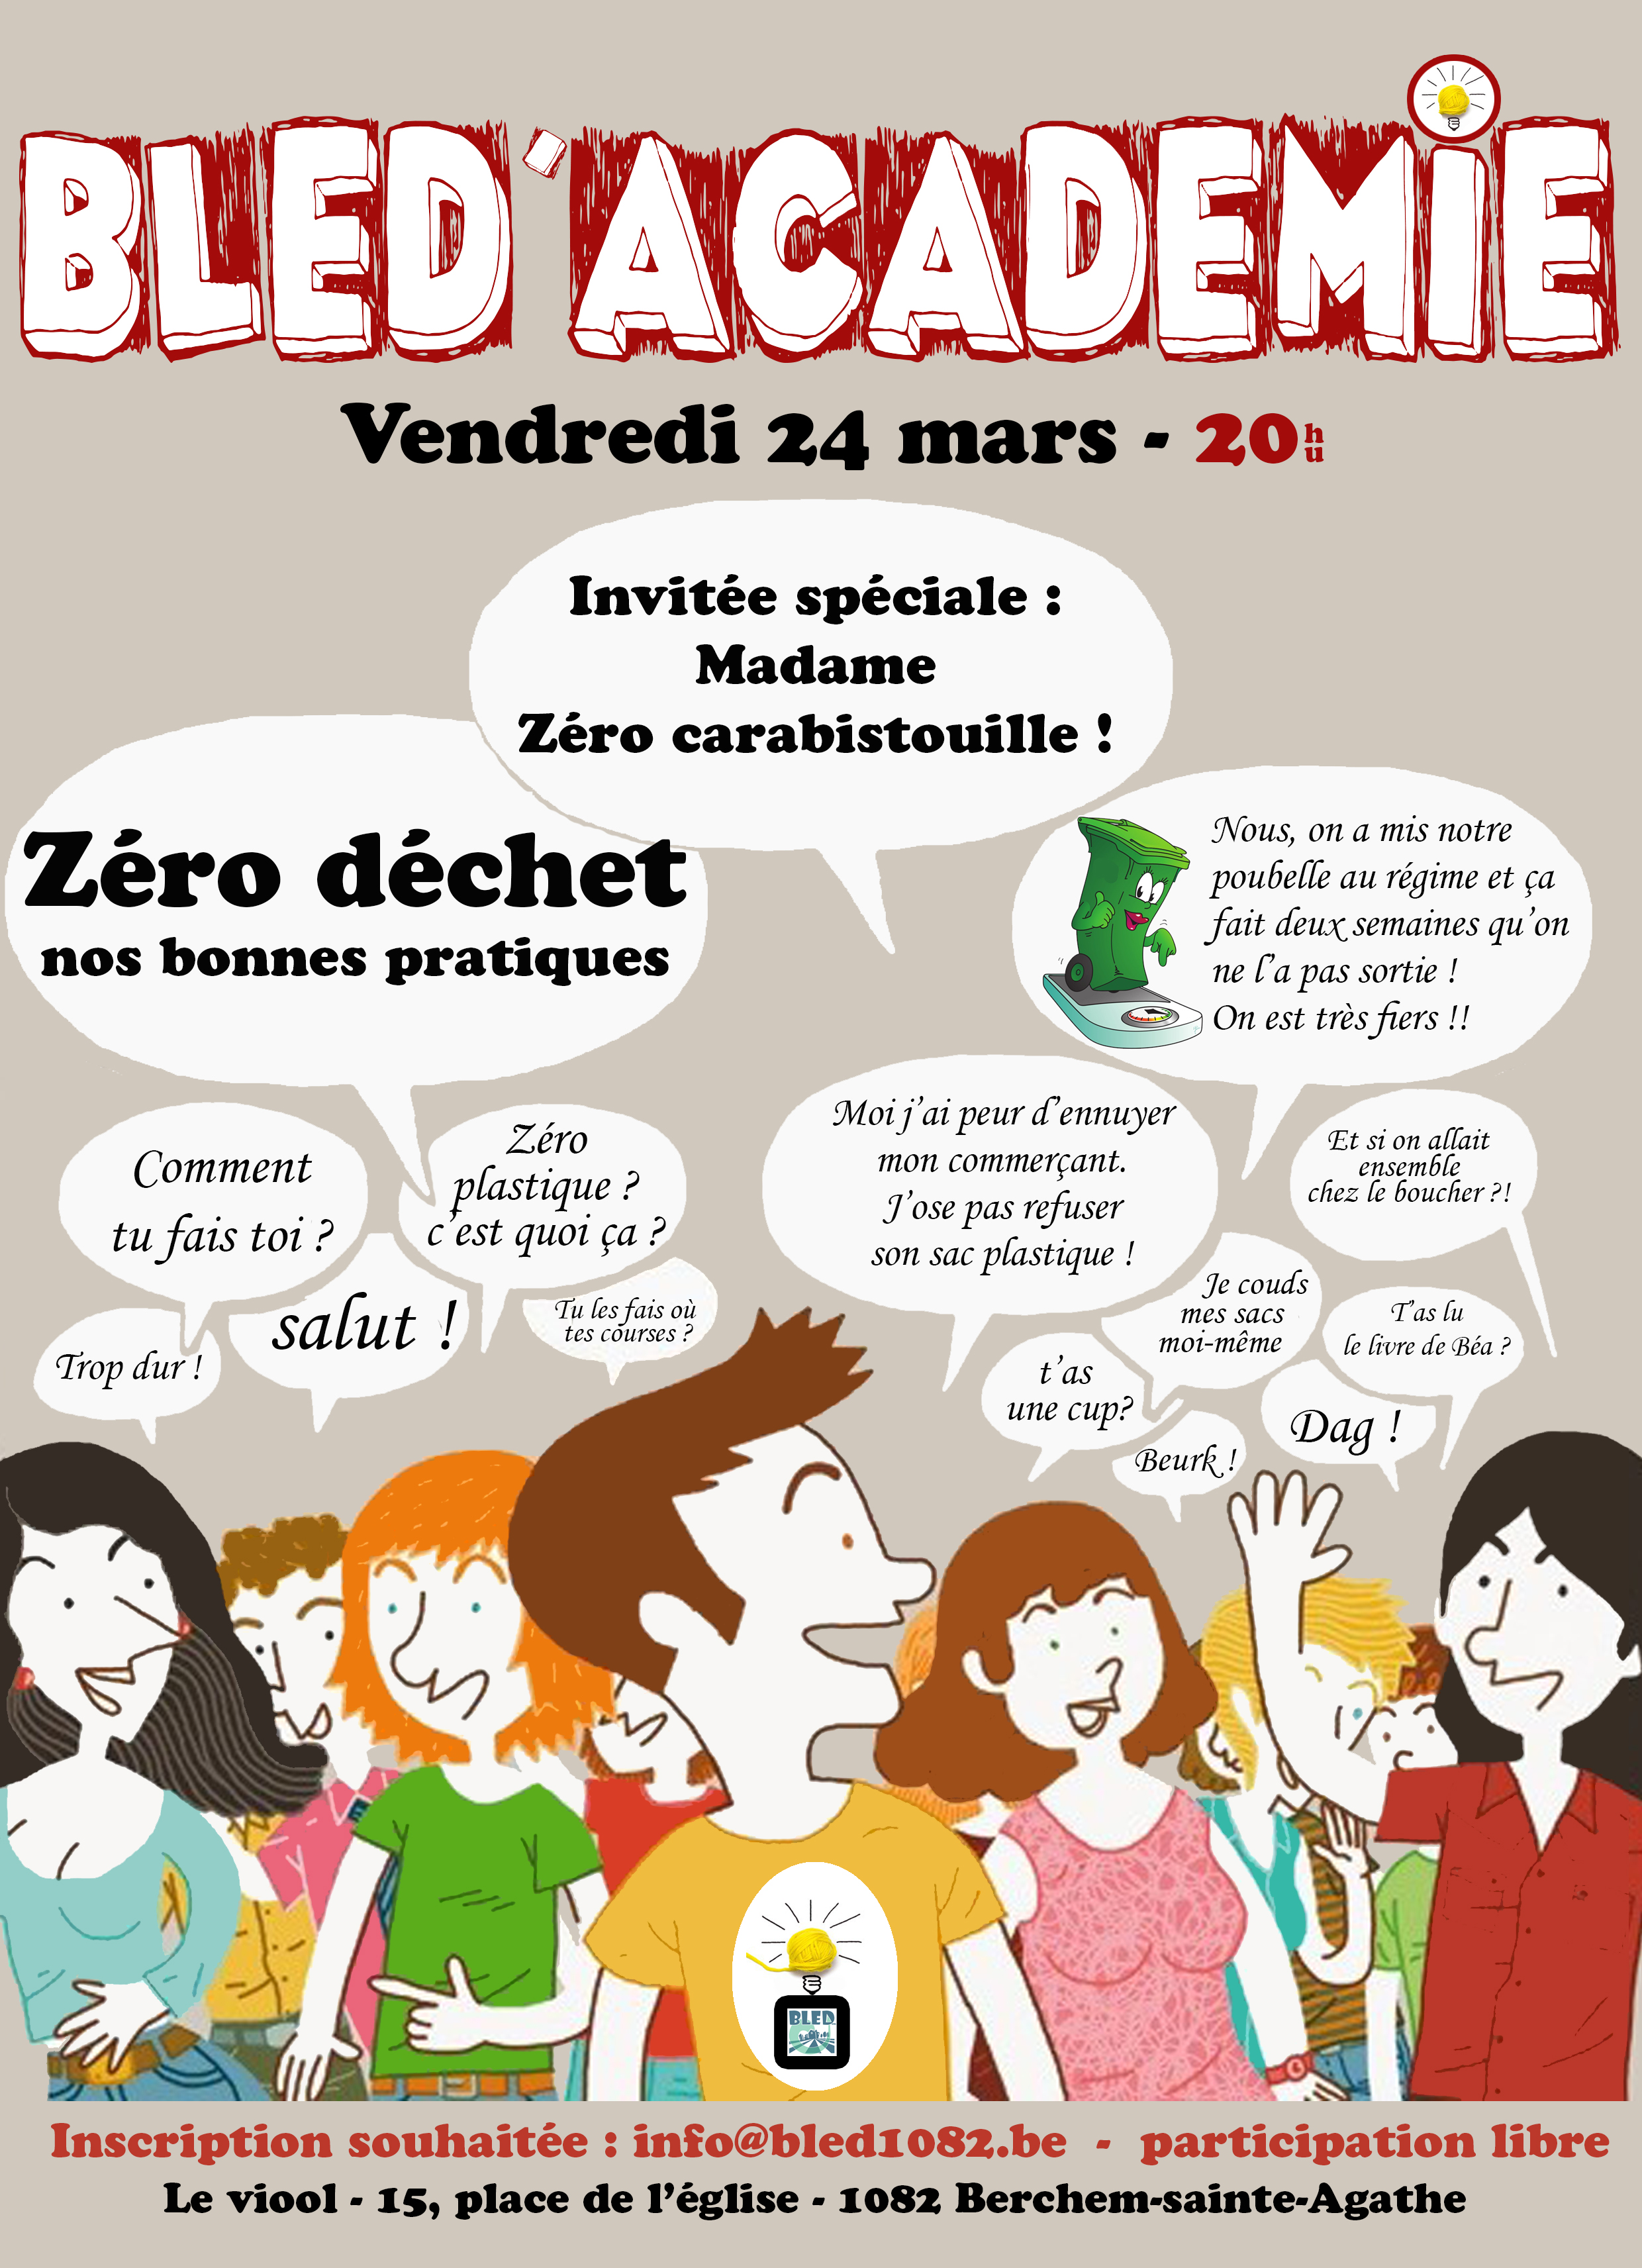 BLED'ACADEMIE
Vendredi 24 mars - 20 h
u
Invitée spéciale :
Madame
Zéro carabistouille !
Zéro déchet
nos bonnes pratiques
Nous, on a mis notre
poubelle au régime et ça
fait deux semaines qu'on
ne l'a pas sortie !
On est très fiers !!
Comment
tu fais toi ?
Zéro
plastique ?
c'est quoi ça ?
Moi j'ai peur d'ennuyer
mon commerçant.
J'ose pas refuser
son sac plastique !
Et si on allait
ensemble
chez le boucher ?!
Trop dur !
salut !
Tu les fais où
tes courses ?
Je couds
mes sacs
moi-même
T'as lu
le livre de Béa ?
t'as
une cup?
Beurk !
Dag !
BLED
Inscription souhaitée : info@bled1082.be - participation libre
Le viool - 15, place de l'église - 1082 Berchem-sainte-Agathe